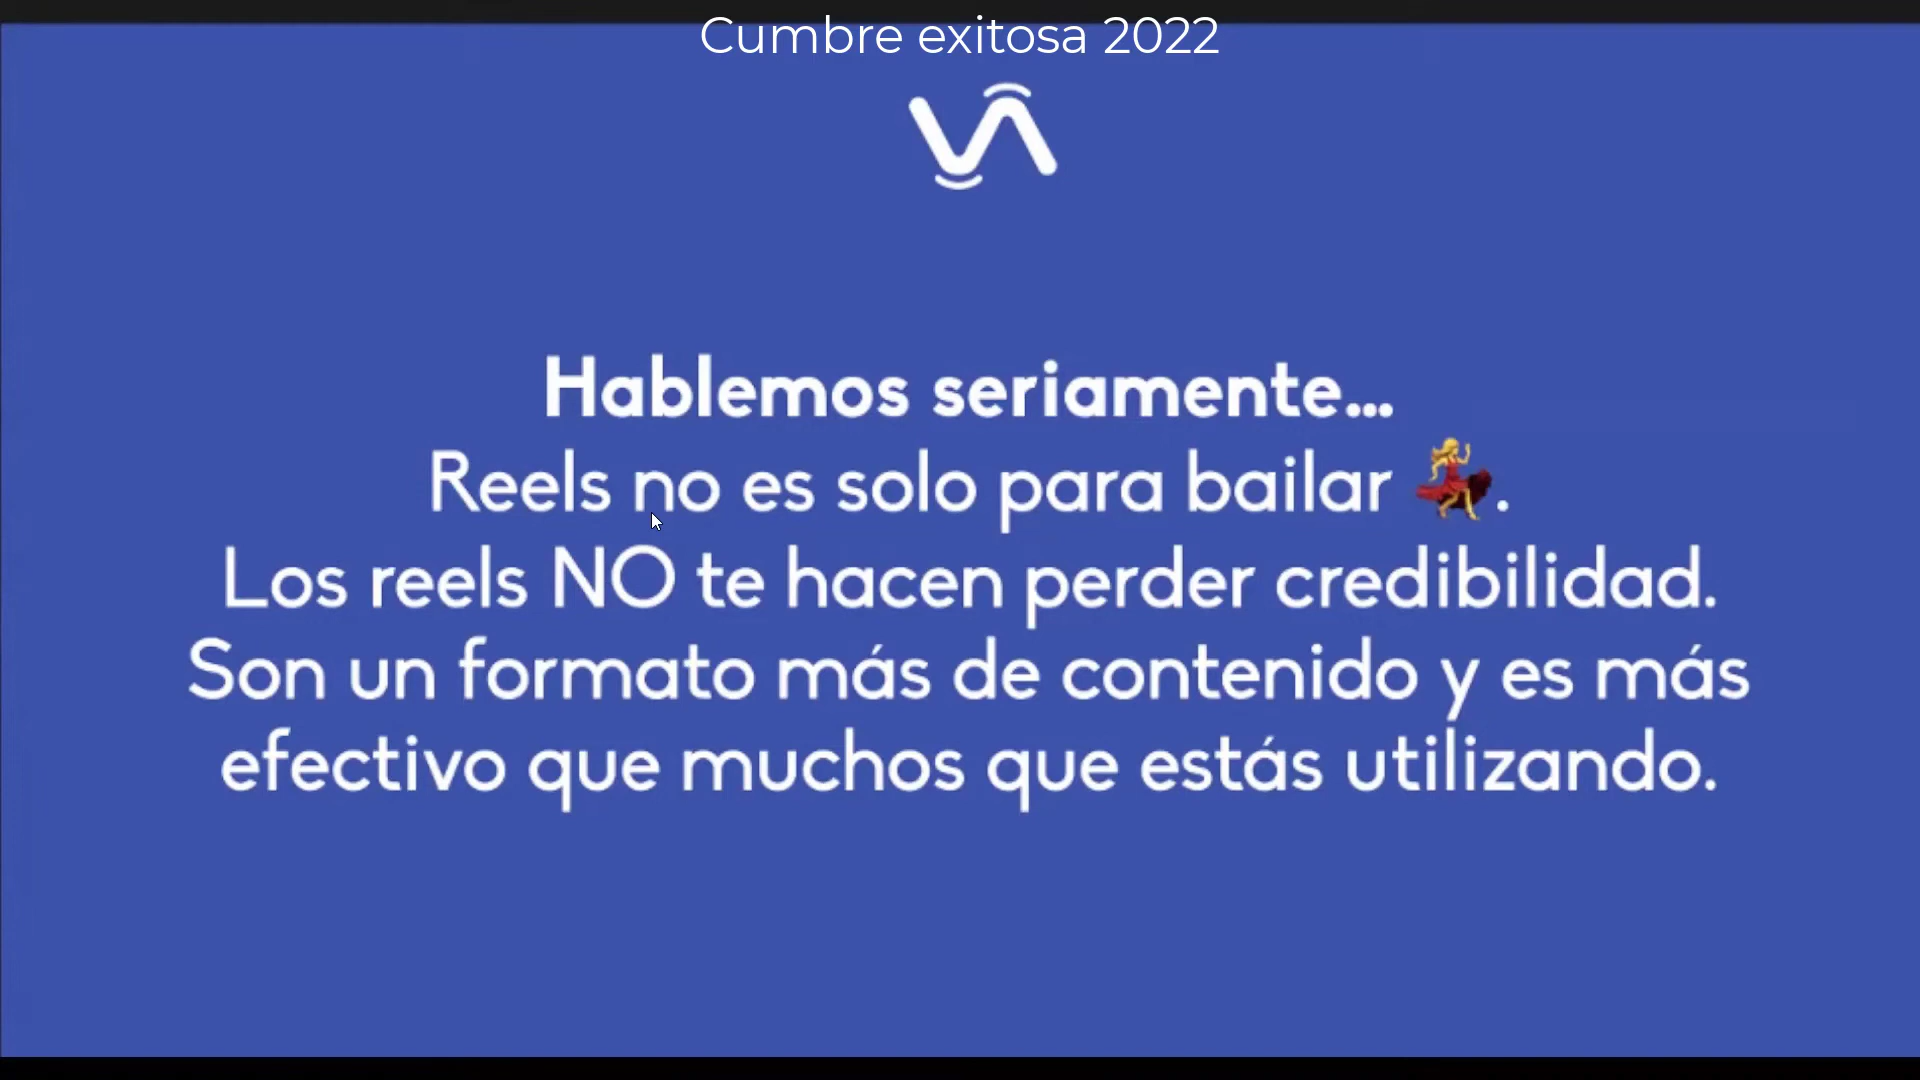 Cumbre exitosa 2022
Hablemos seriamente...
Reels no es solo para bailar 💃.
Los reels NO te hacen perder credibilidad.
Son un formato más de contenido y es más
efectivo que muchos que estás utilizando.